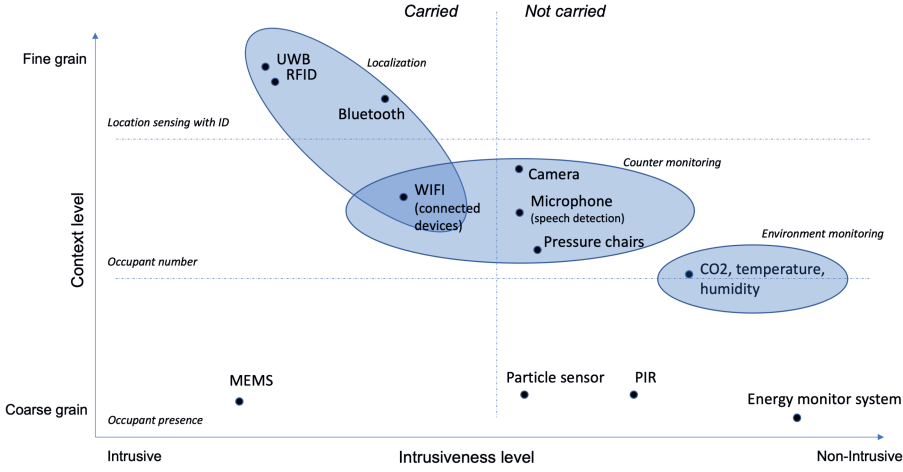 Carried
Not carried
Fine grain
UWB
RFID
Localization
Bluetooth
Location sensing with ID
Counter monitoring
Camera
WIFI
(connected
devices)
Microphone
(speech detection)
Pressure chairs
Environment monitoring
Context level
Occupant number
CO2, temperature,
humidity
MEMS
Particle sensor
PIR
Energy monitor system
Coarse grain
Occupant presence
Intrusive
Intrusiveness level
Non-Intrusive